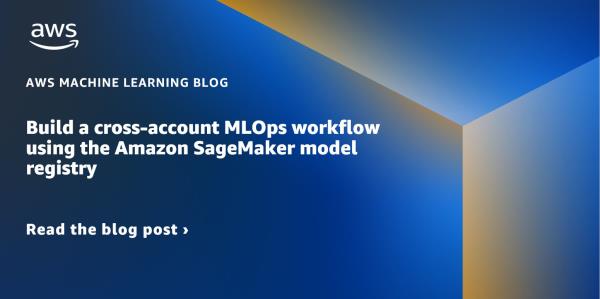 aws
AWS MACHINE LEARNING BLOG
Build a cross-account MLOps workflow
using the Amazon SageMaker model
registry
Read the blog post ›